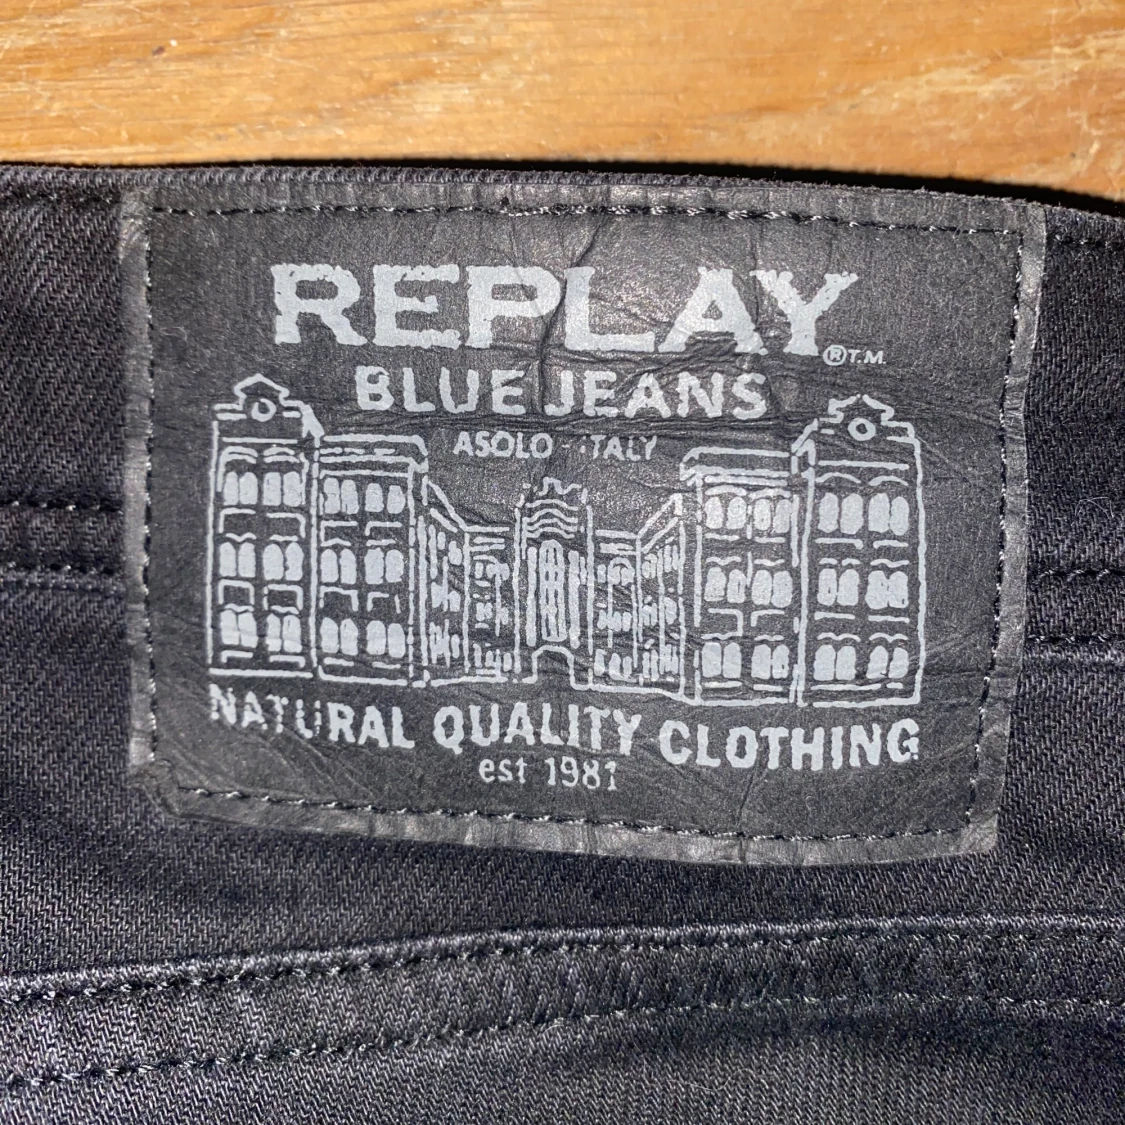 REPLAY
®T.M.
BLUE JEANS
ASOLO - ITALY
NATURAL QUALITY CLOTHING
est 1981